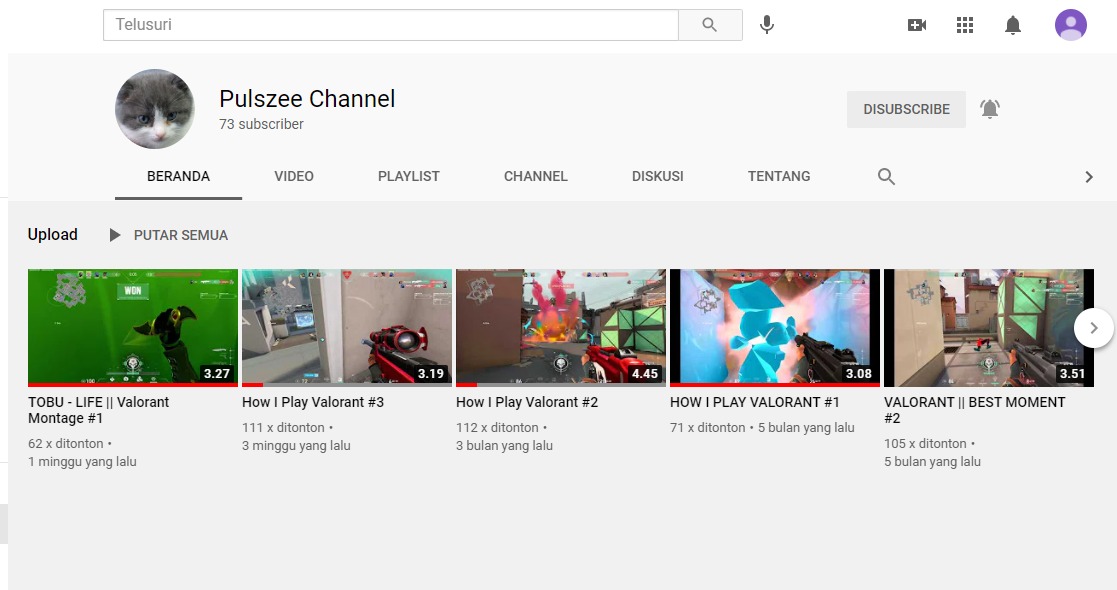 Telusuri
Pulszee Channel
73 subscriber
DISUBSCRIBE
BERANDA VIDEO PLAYLIST CHANNEL DISKUSI TENTANG
Upload PUTAR SEMUA
WON
3.27
3.19
4.45
3.08
3.51
TOBU - LIFE || Valorant
Montage #1
62 x ditonton •
1 minggu yang lalu
How I Play Valorant #3
111 x ditonton •
3 minggu yang lalu
How I Play Valorant #2
112 x ditonton •
3 bulan yang lalu
HOW I PLAY VALORANT #1
71 x ditonton • 5 bulan yang lalu
VALORANT || BEST MOMENT
#2
105 x ditonton •
5 bulan yang lalu